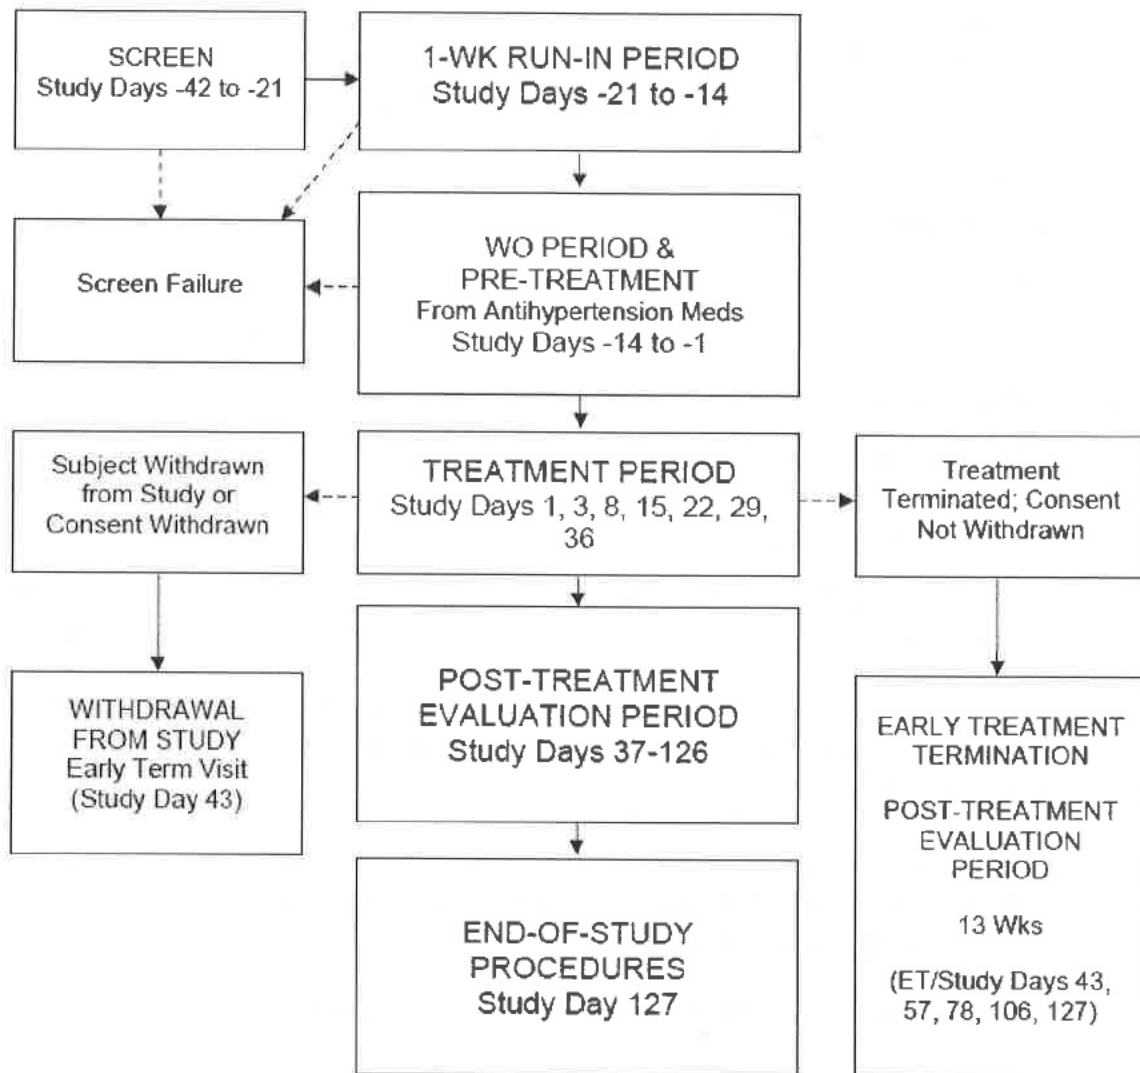 SCREEN
Study Days -42 to -21
1-WK RUN-IN PERIOD
Study Days -21 to -14
Screen Failure
WO PERIOD &
PRE-TREATMENT
From Antihypertension Meds
Study Days -14 to -1
Subject Withdrawn
from Study or
Consent Withdrawn
TREATMENT PERIOD
Study Days 1, 3, 8, 15, 22, 29,
36
Treatment
Terminated; Consent
Not Withdrawn
WITHDRAWAL
FROM STUDY
Early Term Visit
(Study Day 43)
POST-TREATMENT
EVALUATION PERIOD
Study Days 37-126
EARLY TREATMENT
TERMINATION
POST-TREATMENT
EVALUATION
PERIOD
13 Wks
(ET/Study Days 43,
57, 78, 106, 127)
END-OF-STUDY
PROCEDURES
Study Day 127